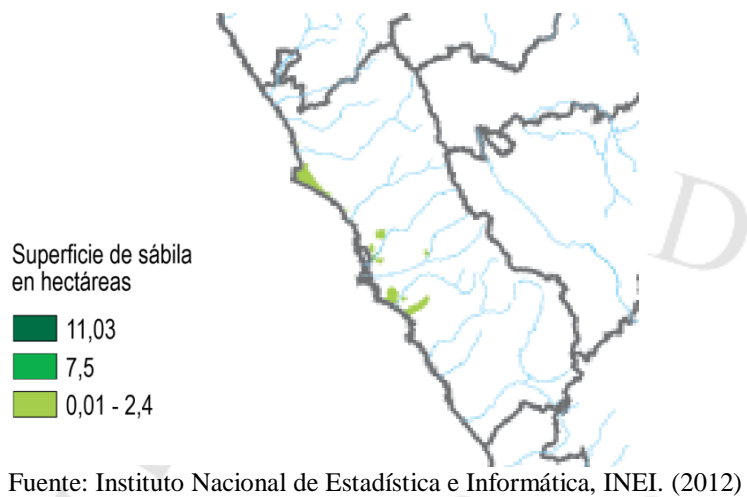 Superficie de sábila
en hectáreas
11,03
7,5
0,01 - 2,4
Fuente: Instituto Nacional de Estadística e Informática, INEI. (2012)
D